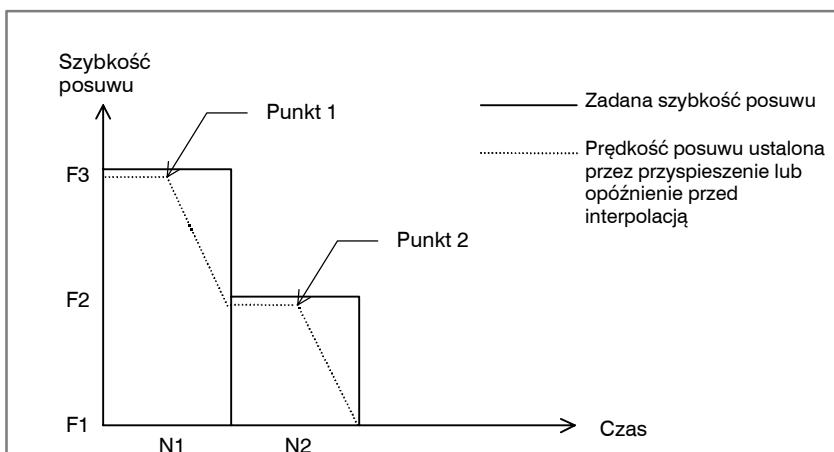 Szybkość
posuwu
Punkt 1
Zadana szybkość posuwu
Prędkość posuwu ustalona
przez przyspieszenie lub
opóźnienie przed
interpolacją
F3
Punkt 2
F2
F1
Czas
N1
N2